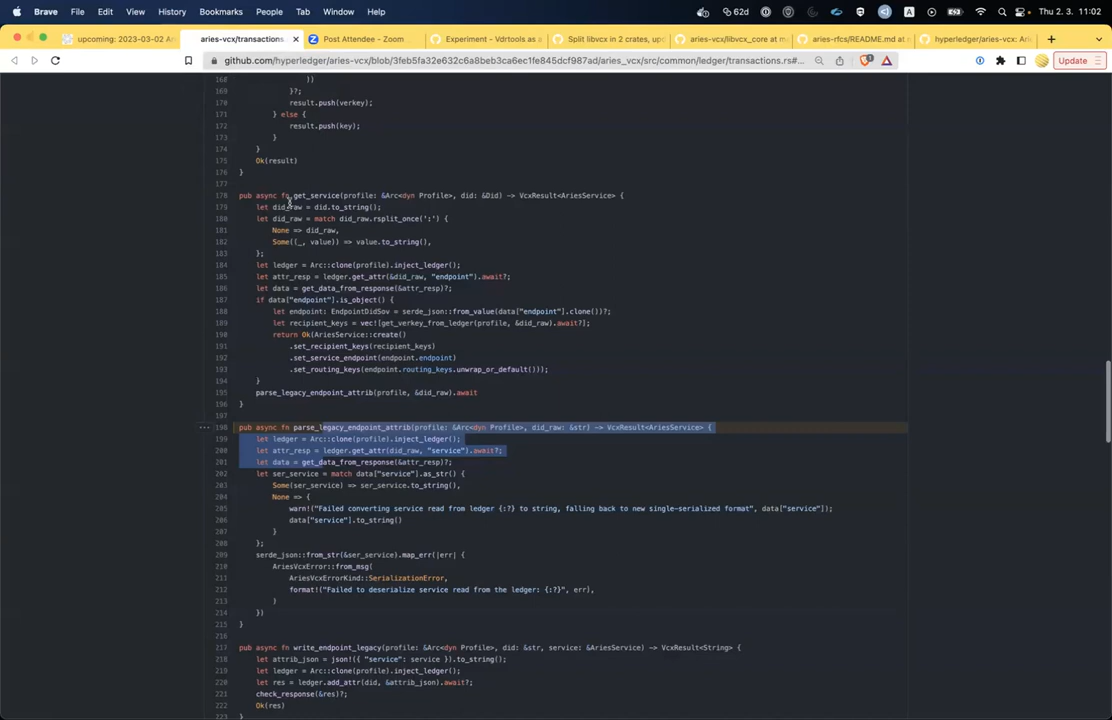 Brave File Edit View History Bookmarks People Tab Window Help 62d A Thu 2. 3. 11:02
upcoming: 2023-03-02 Ari aries-vcx/transactions Post Attendee - Zoom Experiment - Vdrtools as a Split libvcx in 2 crates, upd aries-vcx/libvcx_core at m aries-rfcs/README.md at hyperledger/aries-vcx: Ari
github.com/hyperledger/aries-vcx/blob/3feb5fa32e632c6a8beb3ca6ec1fe845dcf987ad/aries_vcx/src/common/ledger/transactions.rs#... Update
168 })
169 }?;
170 result.push(verkey);
171 } else {
172 result.push(key);
173 }
174 }
175 Ok(result)
176 }
177
178 pub async fn get_service(profile: &Arc<dyn Profile>, did: &Did) -> VcxResult<AriesService> {
179 let did_raw = did.to_string();
180 let did_raw = match did_raw.rsplit_once(':') {
181 None => did_raw,
182 Some((_, value)) => value.to_string(),
183 };
184 let ledger = Arc::clone(profile).inject_ledger();
185 let attr_resp = ledger.get_attr(&did_raw, "endpoint").await?;
186 let data = get_data_from_response(&attr_resp)?;
187 if data["endpoint"].is_object() {
188 let endpoint: EndpointDidSov = serde_json::from_value(data["endpoint"].clone())?;
189 let recipient_keys = vec![get_verkey_from_ledger(profile, &did_raw).await?];
190 return Ok(AriesService::create()
191 .set_recipient_keys(recipient_keys)
192 .set_service_endpoint(endpoint.endpoint)
193 .set_routing_keys(endpoint.routing_keys.unwrap_or_default()));
194 }
195 parse_legacy_endpoint_attrib(profile, &did_raw).await
196 }
197
198 pub async fn parse_legacy_endpoint_attrib(profile: &Arc<dyn Profile>, did_raw: &str) -> VcxResult<AriesService> {
199 let ledger = Arc::clone(profile).inject_ledger();
200 let attr_resp = ledger.get_attr(did_raw, "service").await?;
201 let data = get_data_from_response(&attr_resp)?;
202 let ser_service = match data["service"].as_str() {
203 Some(ser_service) => ser_service.to_string(),
204 None => {
205 warn!("Failed converting service read from ledger {:?} to string, falling back to new single-serialized format", data["service"]);
206 data["service"].to_string()
207 }
208 };
209 serde_json::from_str(&ser_service).map_err(|err| {
210 AriesVcxError::from_msg(
211 AriesVcxErrorKind::SerializationError,
212 format!("Failed to deserialize service read from the ledger: {:?}", err),
213 )
214 })
215 }
216
217 pub async fn write_endpoint_legacy(profile: &Arc<dyn Profile>, did: &str, service: &AriesService) -> VcxResult<String> {
218 let attrib_json = json!({ "service": service }).to_string();
219 let ledger = Arc::clone(profile).inject_ledger();
220 let res = ledger.add_attr(did, &attrib_json).await?;
221 check_response(&res)?;
222 Ok(res)
223 }